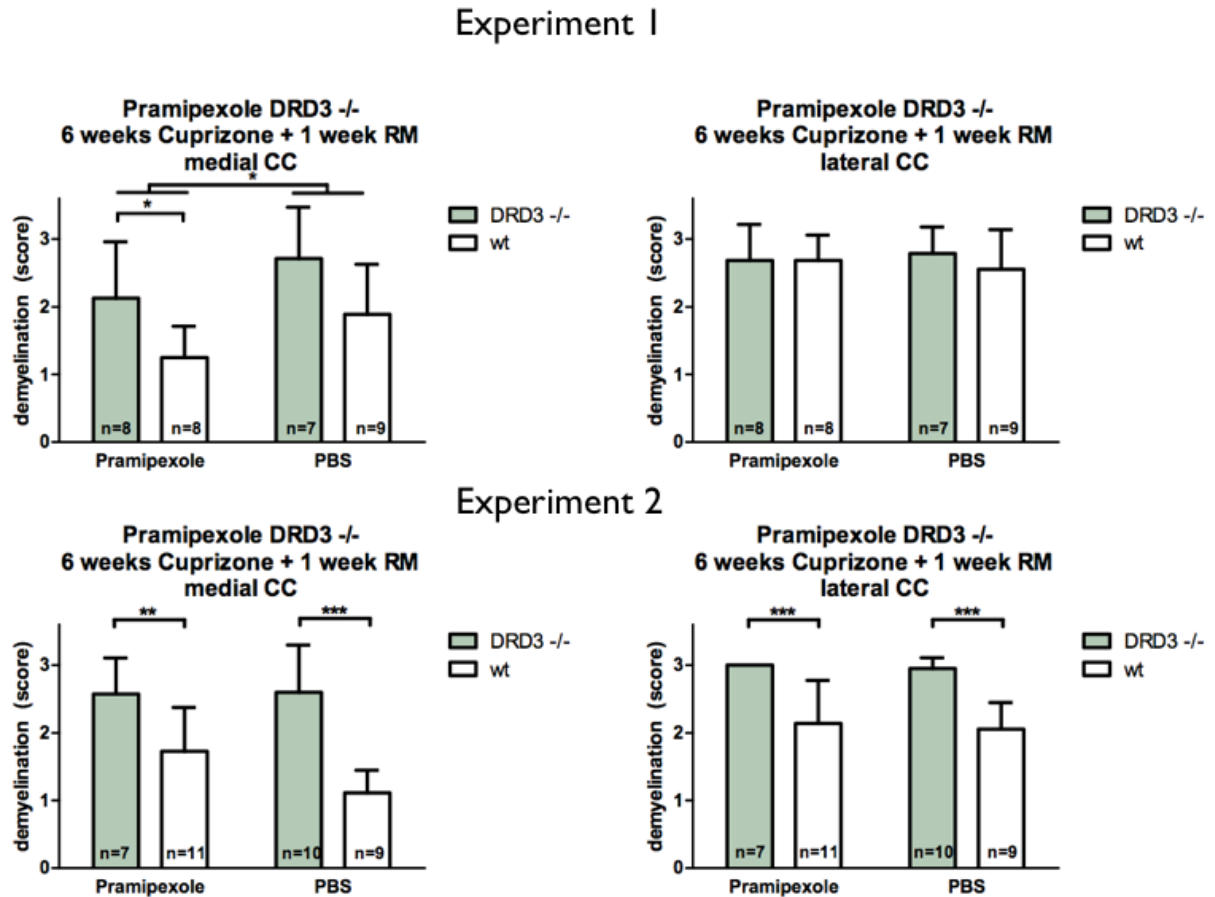 Experiment 1
Pramipexole DRD3 -/-
6 weeks Cuprizone + 1 week RM
medial CC
*
*
demyelination (score)
3
2
1
0
n=8
n=8
n=7
n=9
Pramipexole
PBS
DRD3 -/-
wt
Pramipexole DRD3 -/-
6 weeks Cuprizone + 1 week RM
lateral CC
demyelination (score)
3
2
1
0
n=8
n=8
n=7
n=9
Pramipexole
PBS
DRD3 -/-
wt
Experiment 2
Pramipexole DRD3 -/-
6 weeks Cuprizone + 1 week RM
medial CC
**
***
demyelination (score)
3
2
1
0
n=7
n=11
n=10
n=9
Pramipexole
PBS
DRD3 -/-
wt
Pramipexole DRD3 -/-
6 weeks Cuprizone + 1 week RM
lateral CC
***
***
demyelination (score)
3
2
1
0
n=7
n=11
n=10
n=9
Pramipexole
PBS
DRD3 -/-
wt